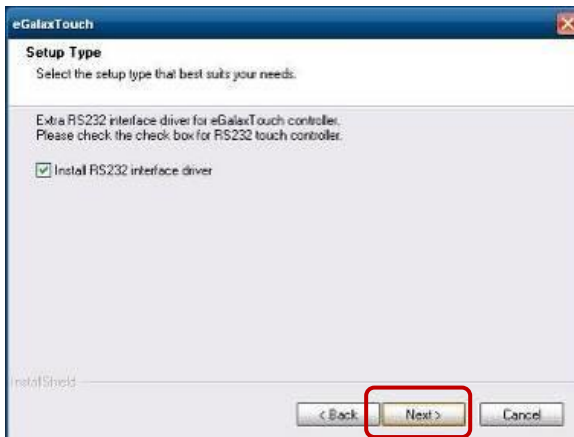 eGalaxTouch
Setup Type
Select the setup type that best suits your needs.
Extra RS232 interface driver for eGalaxTouch controller.
Please check the check box for RS232 touch controller.
Install RS232 interface driver
InstallShield
< Back
Next >
Cancel